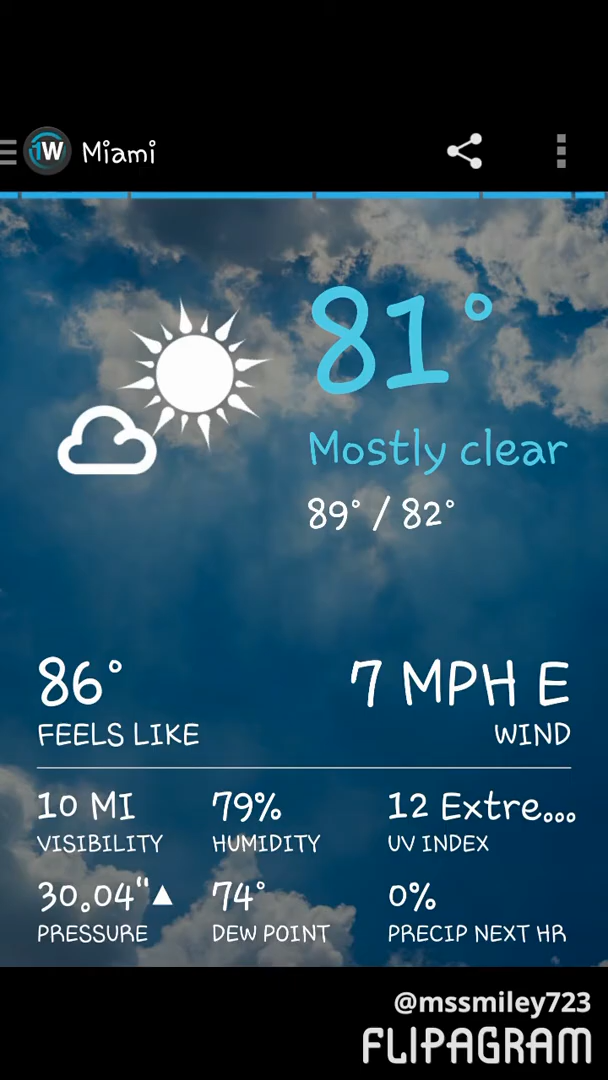 1W Miami
81°
Mostly clear
89° / 82°
86° 7 MPH E
FEELS LIKE WIND
10 MI 79% 12 Extre...
VISIBILITY HUMIDITY UV INDEX
30.04"▲ 74° 0%
PRESSURE DEW POINT PRECIP NEXT HR
@mssmiley723
FLIPAGRAM